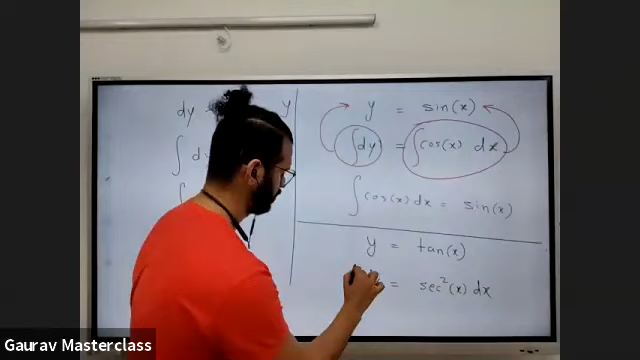 dy
y
∫ d
∫
y = sin(x)
∫dy = ∫cos(x) dx
∫cos(x) dx = sin(x)
y = tan(x)
= sec²(x) dx
Gaurav Masterclass